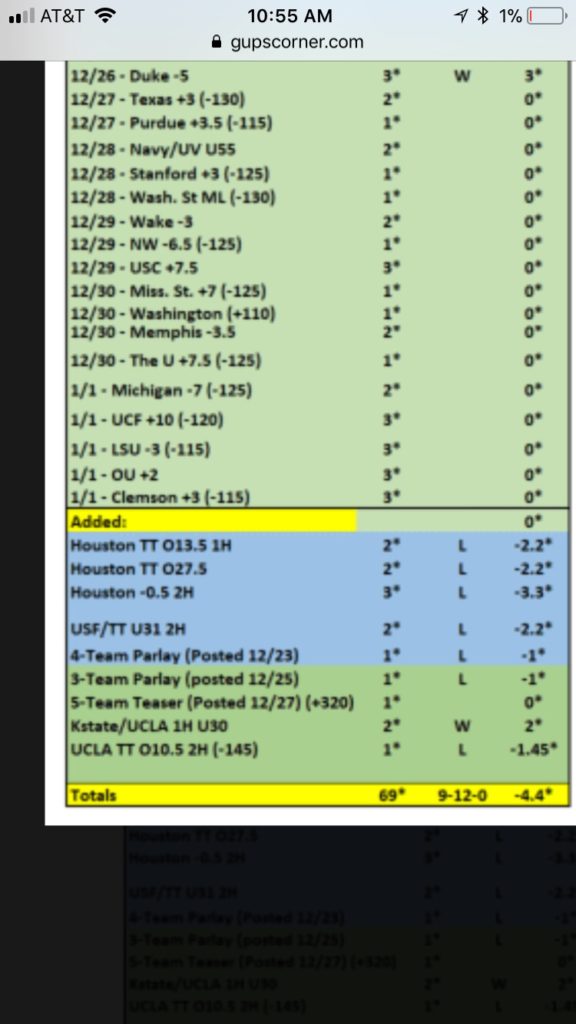 AT&T 10:55 AM 1%
gupscorner.com
12/26 - Duke -5 3* W 3*
12/27 - Texas +3 (-130) 2* 0*
12/27 - Purdue +3.5 (-115) 1* 0*
12/28 - Navy/UV U55 2* 0*
12/28 - Stanford +3 (-125) 1* 0*
12/28 - Wash. St ML (-130) 1* 0*
12/29 - Wake -3 2* 0*
12/29 - NW -6.5 (-125) 1* 0*
12/29 - USC +7.5 3* 0*
12/30 - Miss. St. +7 (-125) 1* 0*
12/30 - Washington (+110) 1* 0*
12/30 - Memphis -3.5 2* 0*
12/30 - The U +7.5 (-125) 1* 0*
1/1 - Michigan -7 (-125) 2* 0*
1/1 - UCF +10 (-120) 3* 0*
1/1 - LSU -3 (-115) 3* 0*
1/1 - OU +2 3* 0*
1/1 - Clemson +3 (-115) 3* 0*
Added: 0*
Houston TT O13.5 1H 2* L -2.2*
Houston TT O27.5 2* L -2.2*
Houston -0.5 2H 3* L -3.3*
USF/TT U31 2H 2* L -2.2*
4-Team Parlay (Posted 12/23) 1* L -1*
3-Team Parlay (posted 12/25) 1* L -1*
5-Team Teaser (Posted 12/27) (+320) 1* 0*
Kstate/UCLA 1H U30 2* W 2*
UCLA TT O10.5 2H (-145) 1* L -1.45*
Totals 69* 9-12-0 -4.4*
Houston TT O27.5 2* L -2.2
Houston -0.5 2H 3* L -3.3
USF/TT U31 2H 2* L -2.2
4-Team Parlay (Posted 12/23) 1* L -1*
3-Team Parlay (posted 12/25) 1* L -1*
5-Team Teaser (Posted 12/27) (+320) 1* 0*
Kstate/UCLA 1H U30 2* W 2*
UCLA TT O10.5 2H (-145) 1* L -1.4